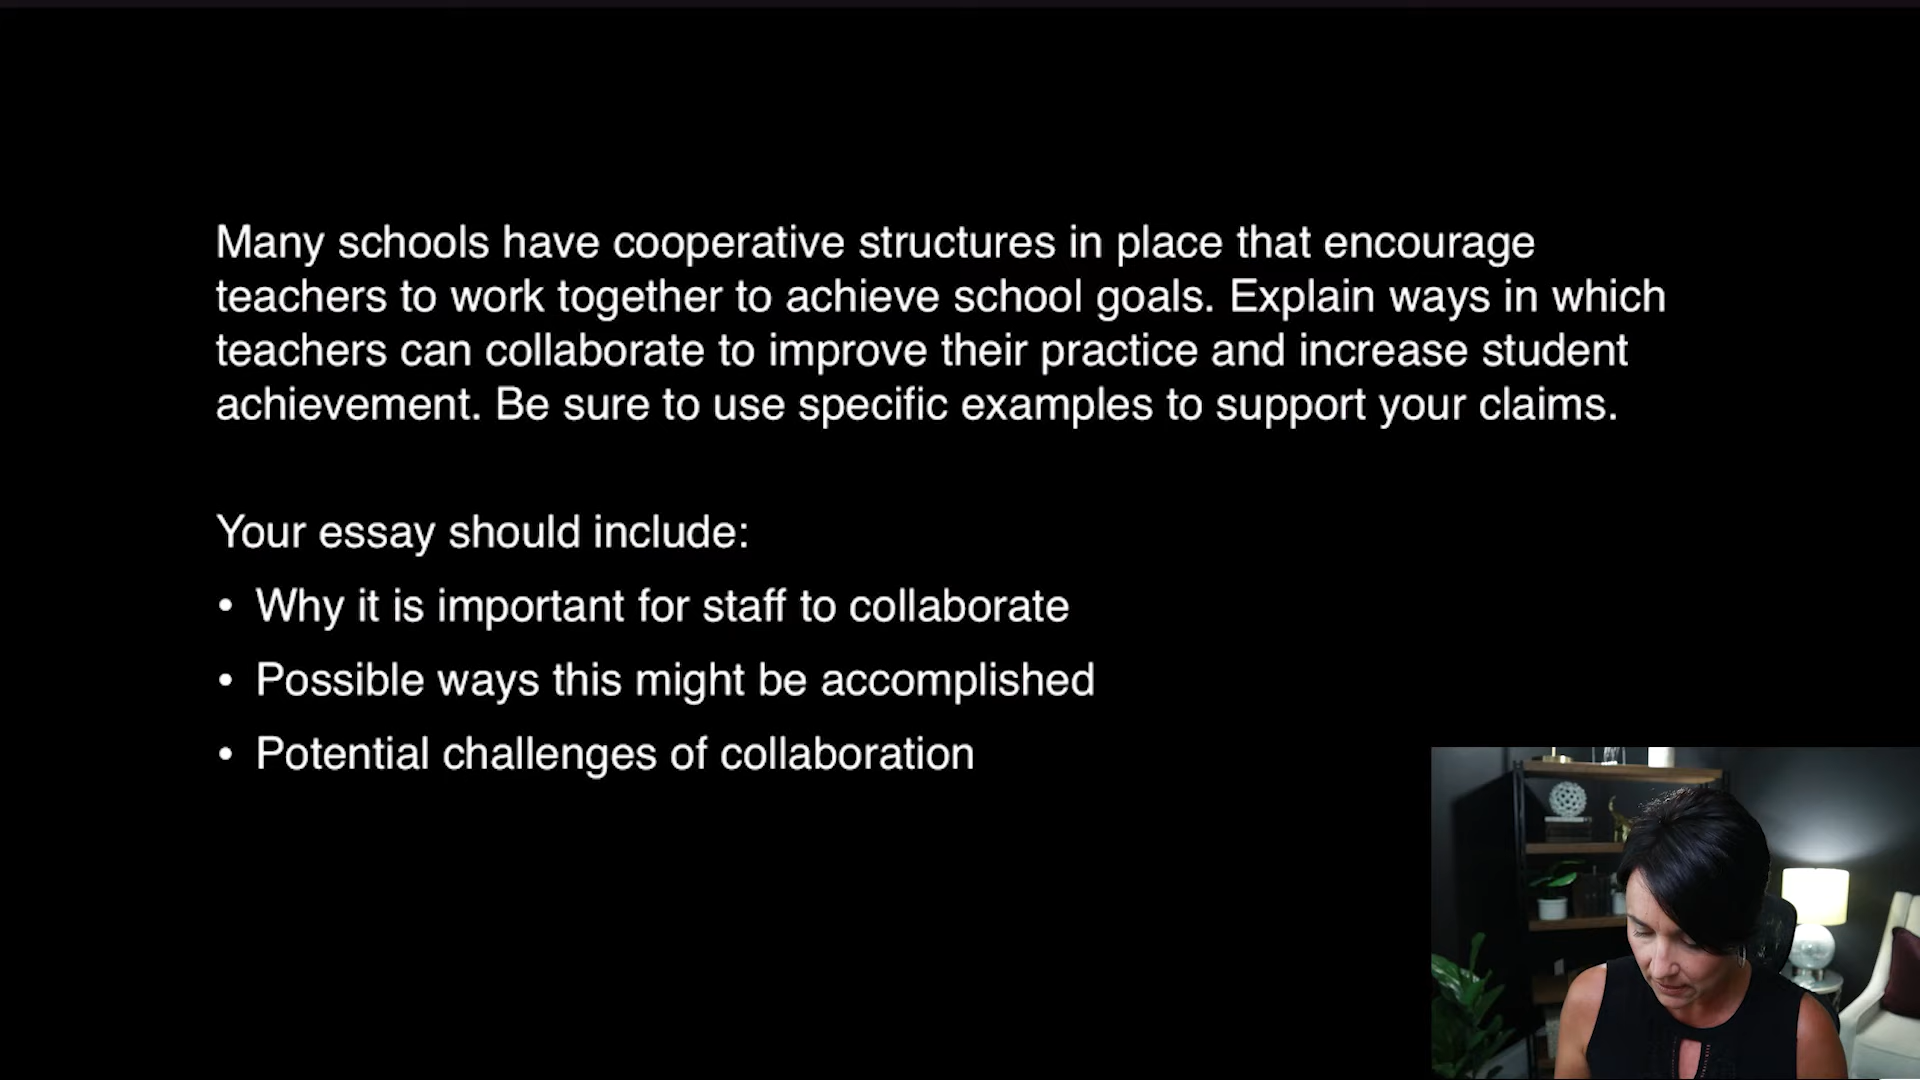 Many schools have cooperative structures in place that encourage
teachers to work together to achieve school goals. Explain ways in which
teachers can collaborate to improve their practice and increase student
achievement. Be sure to use specific examples to support your claims.
Your essay should include:
• Why it is important for staff to collaborate
• Possible ways this might be accomplished
• Potential challenges of collaboration